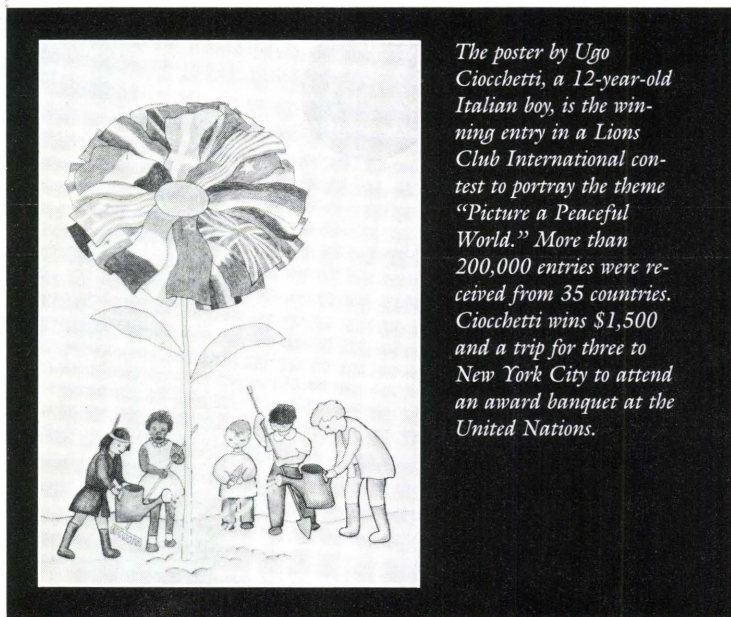 The poster by Ugo
Ciocchetti, a 12-year-old
Italian boy, is the win-
ning entry in a Lions
Club International con-
test to portray the theme
“Picture a Peaceful
World.” More than
200,000 entries were re-
ceived from 35 countries.
Ciocchetti wins $1,500
and a trip for three to
New York City to attend
an award banquet at the
United Nations.